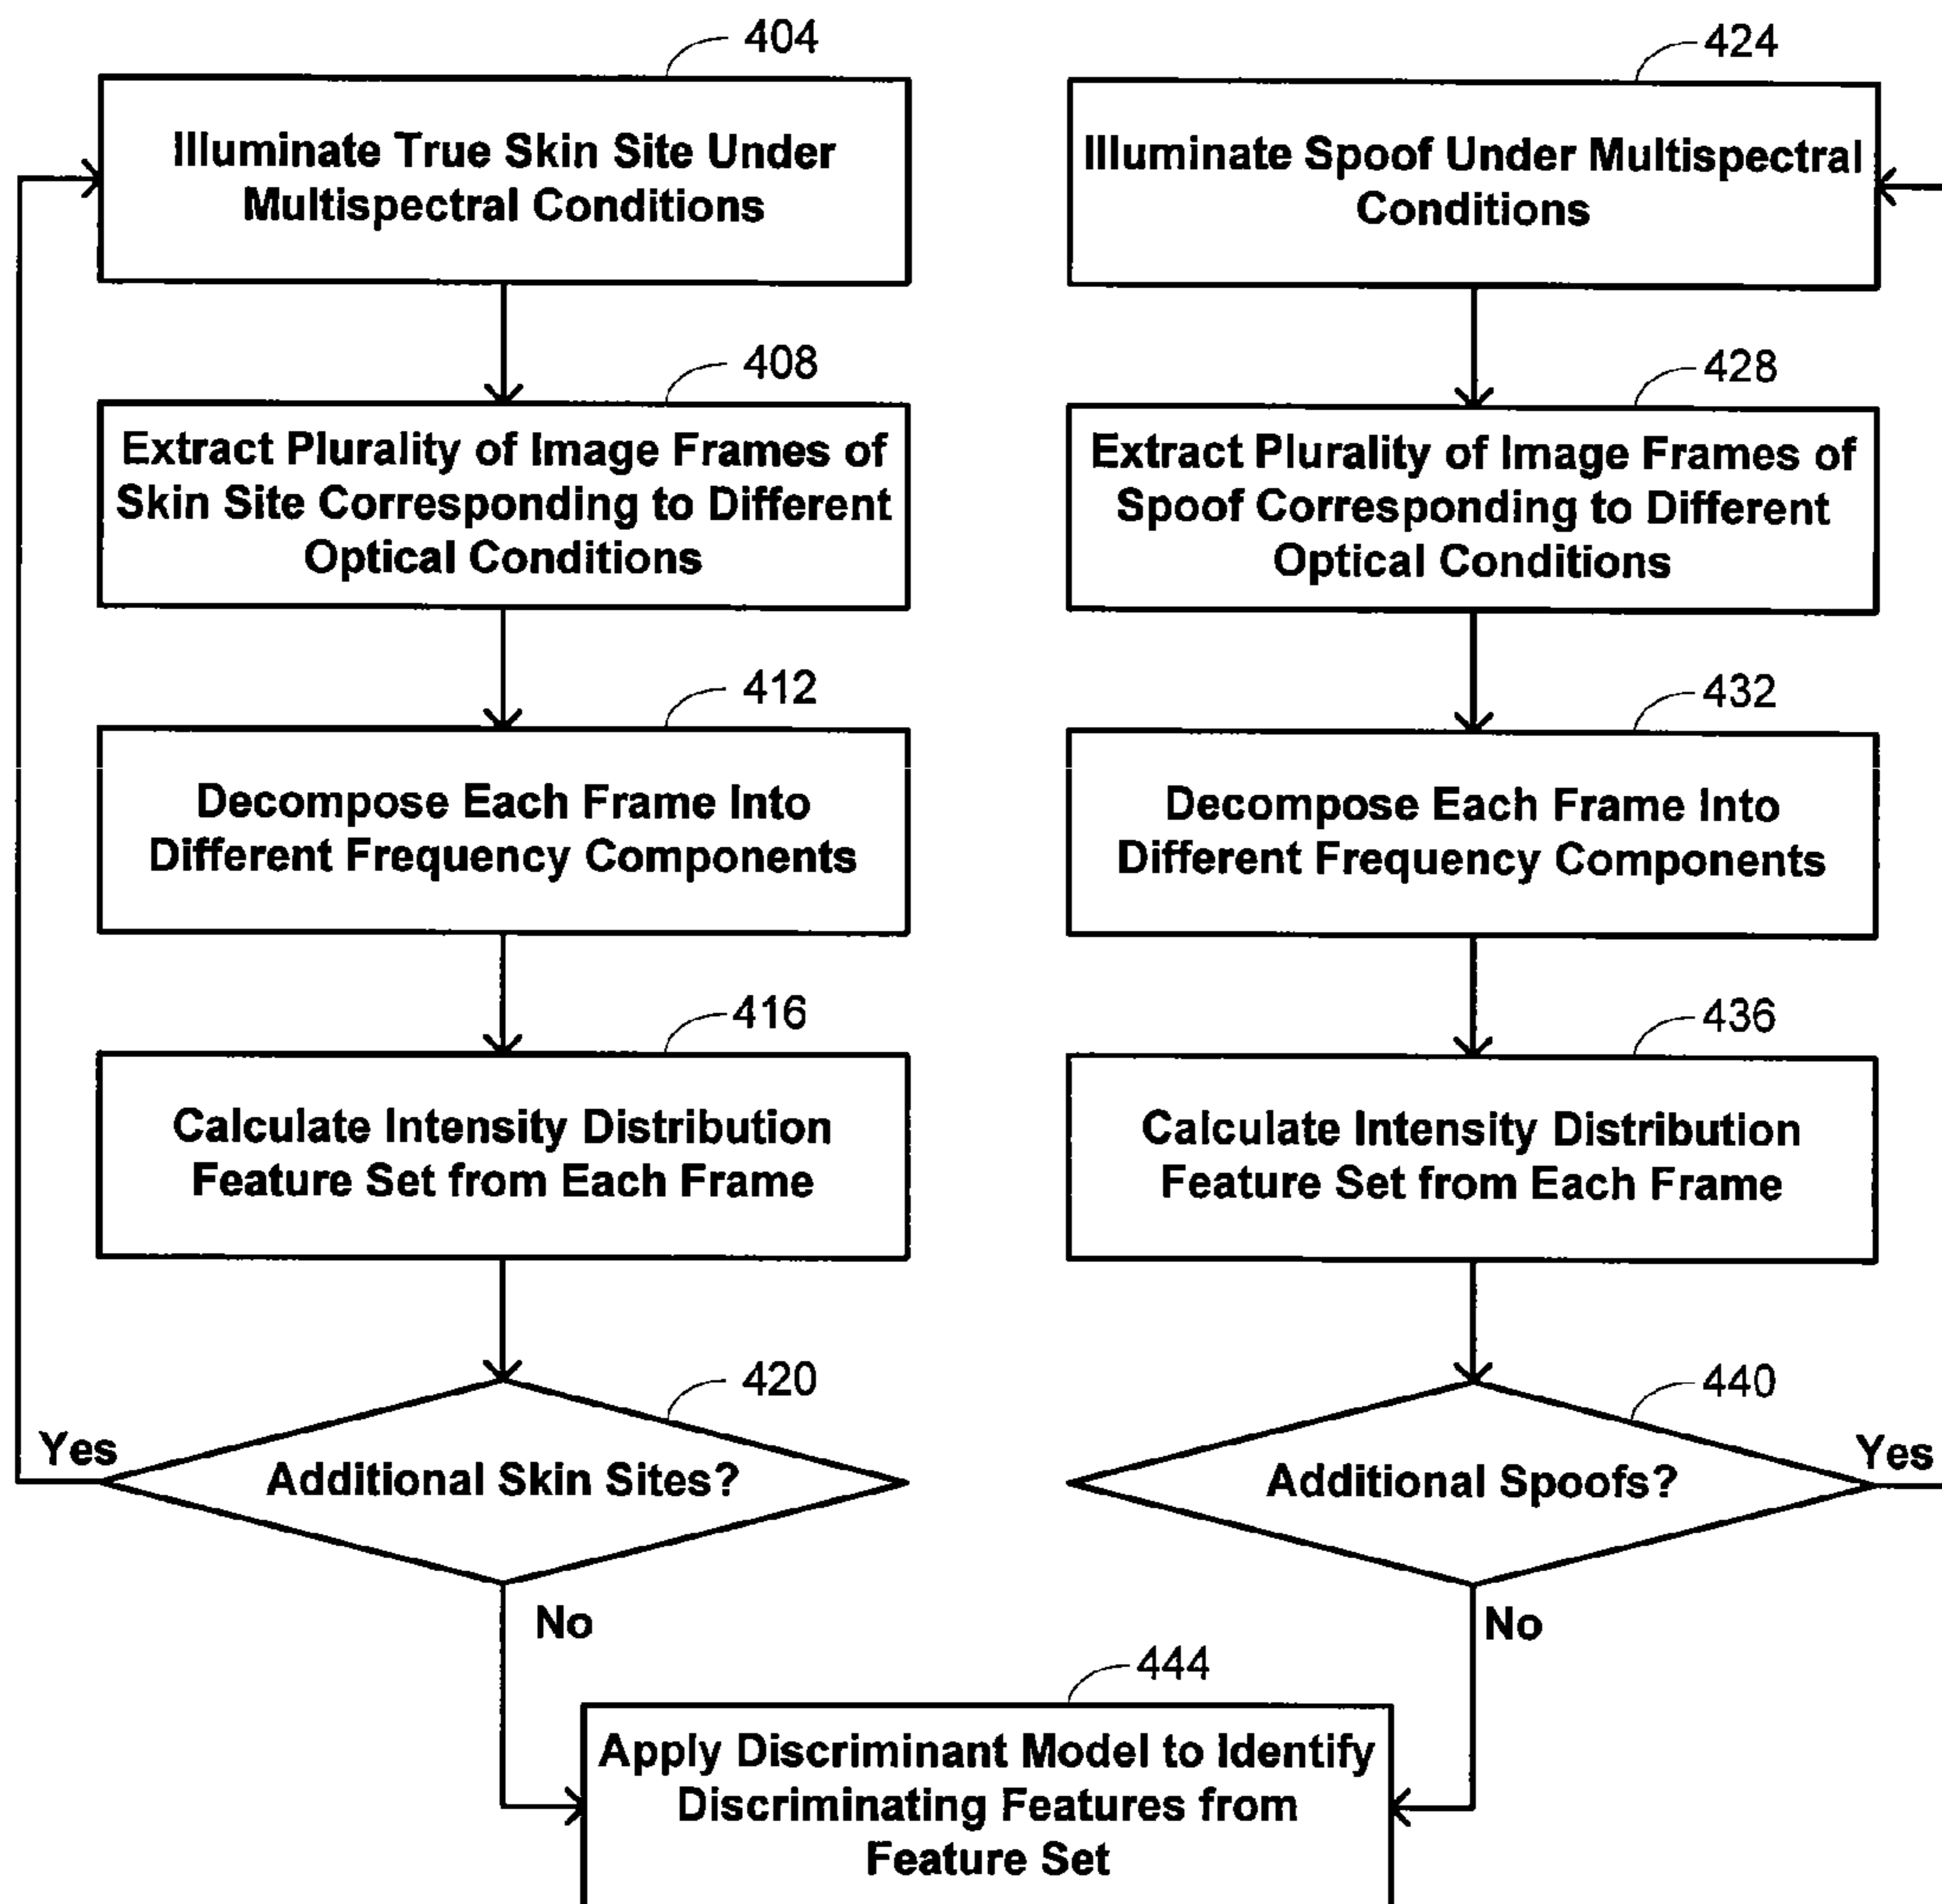 404
Illuminate True Skin Site Under
Multispectral Conditions
408
Extract Plurality of Image Frames of
Skin Site Corresponding to Different
Optical Conditions
412
Decompose Each Frame Into
Different Frequency Components
416
Calculate Intensity Distribution
Feature Set from Each Frame
420
Additional Skin Sites?
Yes
No
424
Illuminate Spoof Under Multispectral
Conditions
428
Extract Plurality of Image Frames of
Spoof Corresponding to Different
Optical Conditions
432
Decompose Each Frame Into
Different Frequency Components
436
Calculate Intensity Distribution
Feature Set from Each Frame
440
Additional Spoofs?
Yes
No
444
Apply Discriminant Model to Identify
Discriminating Features from
Feature Set